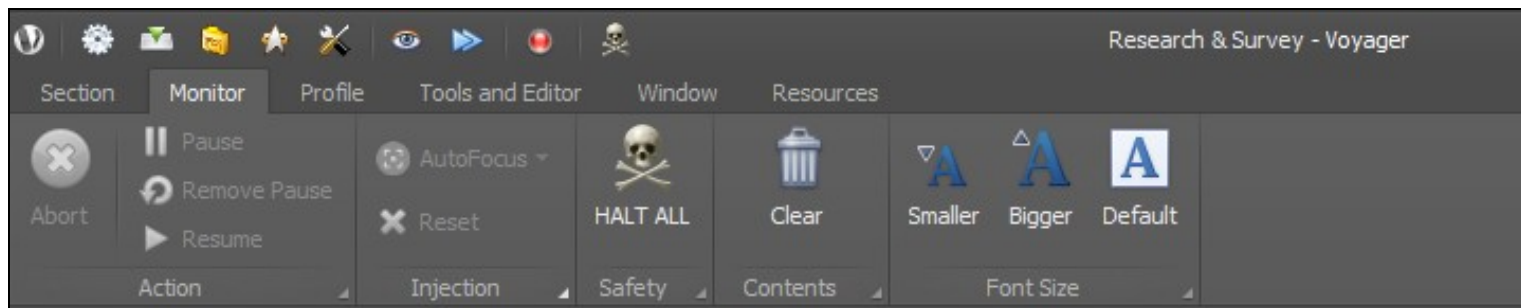 Research & Survey - Voyager
Section Monitor Profile Tools and Editor Window Resources
Pause
Remove Pause
Resume
Abort
AutoFocus
Reset
HALT ALL
Clear
Smaller Bigger Default
Action Injection Safety Contents Font Size